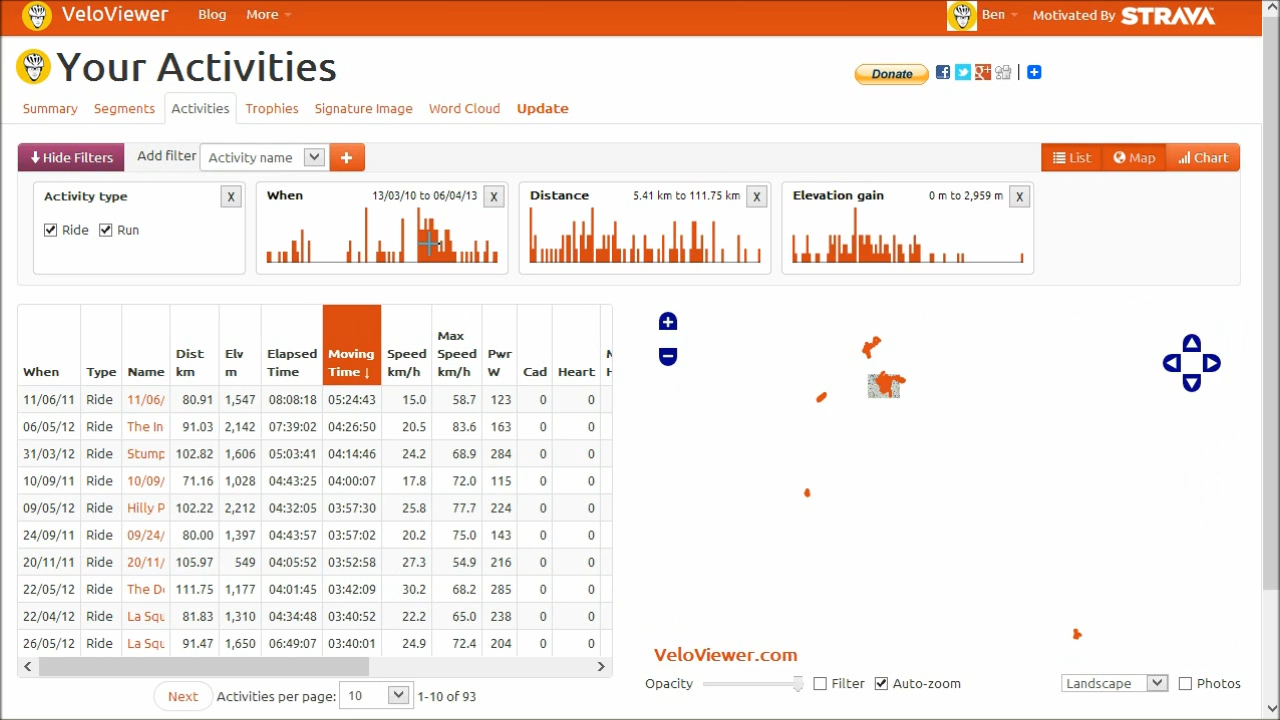 VeloViewer Blog More Ben Motivated By STRAVA
Your Activities
Donate
Summary Segments Activities Trophies Signature Image Word Cloud Update
Hide Filters Add filter Activity name + List Map Chart
Activity type X When 13/03/10 to 06/04/13 X Distance 5.41 km to 111.75 km X Elevation gain 0 m to 2,959 m X
Ride Run
When Type Name Dist km Elv m Elapsed Time Moving Time ↓ Speed km/h Max Speed km/h Pwr W Cad Heart
11/06/11 Ride 11/06/ 80.91 1,547 08:08:18 05:24:43 15.0 58.7 123 0 0
06/05/12 Ride The In 91.03 2,142 07:39:02 04:26:50 20.5 83.6 163 0 0
31/03/12 Ride Stump 102.82 1,606 05:03:41 04:14:46 24.2 68.9 284 0 0
10/09/11 Ride 10/09/ 71.16 1,028 04:43:25 04:00:07 17.8 72.0 115 0 0
09/05/12 Ride Hilly P 102.22 2,212 04:32:05 03:57:30 25.8 77.7 224 0 0
24/09/11 Ride 09/24/ 80.00 1,397 04:43:57 03:57:02 20.2 75.0 143 0 0
20/11/11 Ride 20/11/ 105.97 549 04:05:52 03:52:58 27.3 54.9 216 0 0
22/05/12 Ride The D 111.75 1,177 04:01:45 03:42:09 30.2 68.2 285 0 0
22/04/12 Ride La Squ 81.83 1,310 04:34:48 03:40:52 22.2 65.0 238 0 0
26/05/12 Ride La Squ 91.47 1,650 06:49:07 03:40:01 24.9 72.4 204 0 0
VeloViewer.com
Opacity Filter Auto-zoom Landscape Photos
Next Activities per page: 10 1-10 of 93